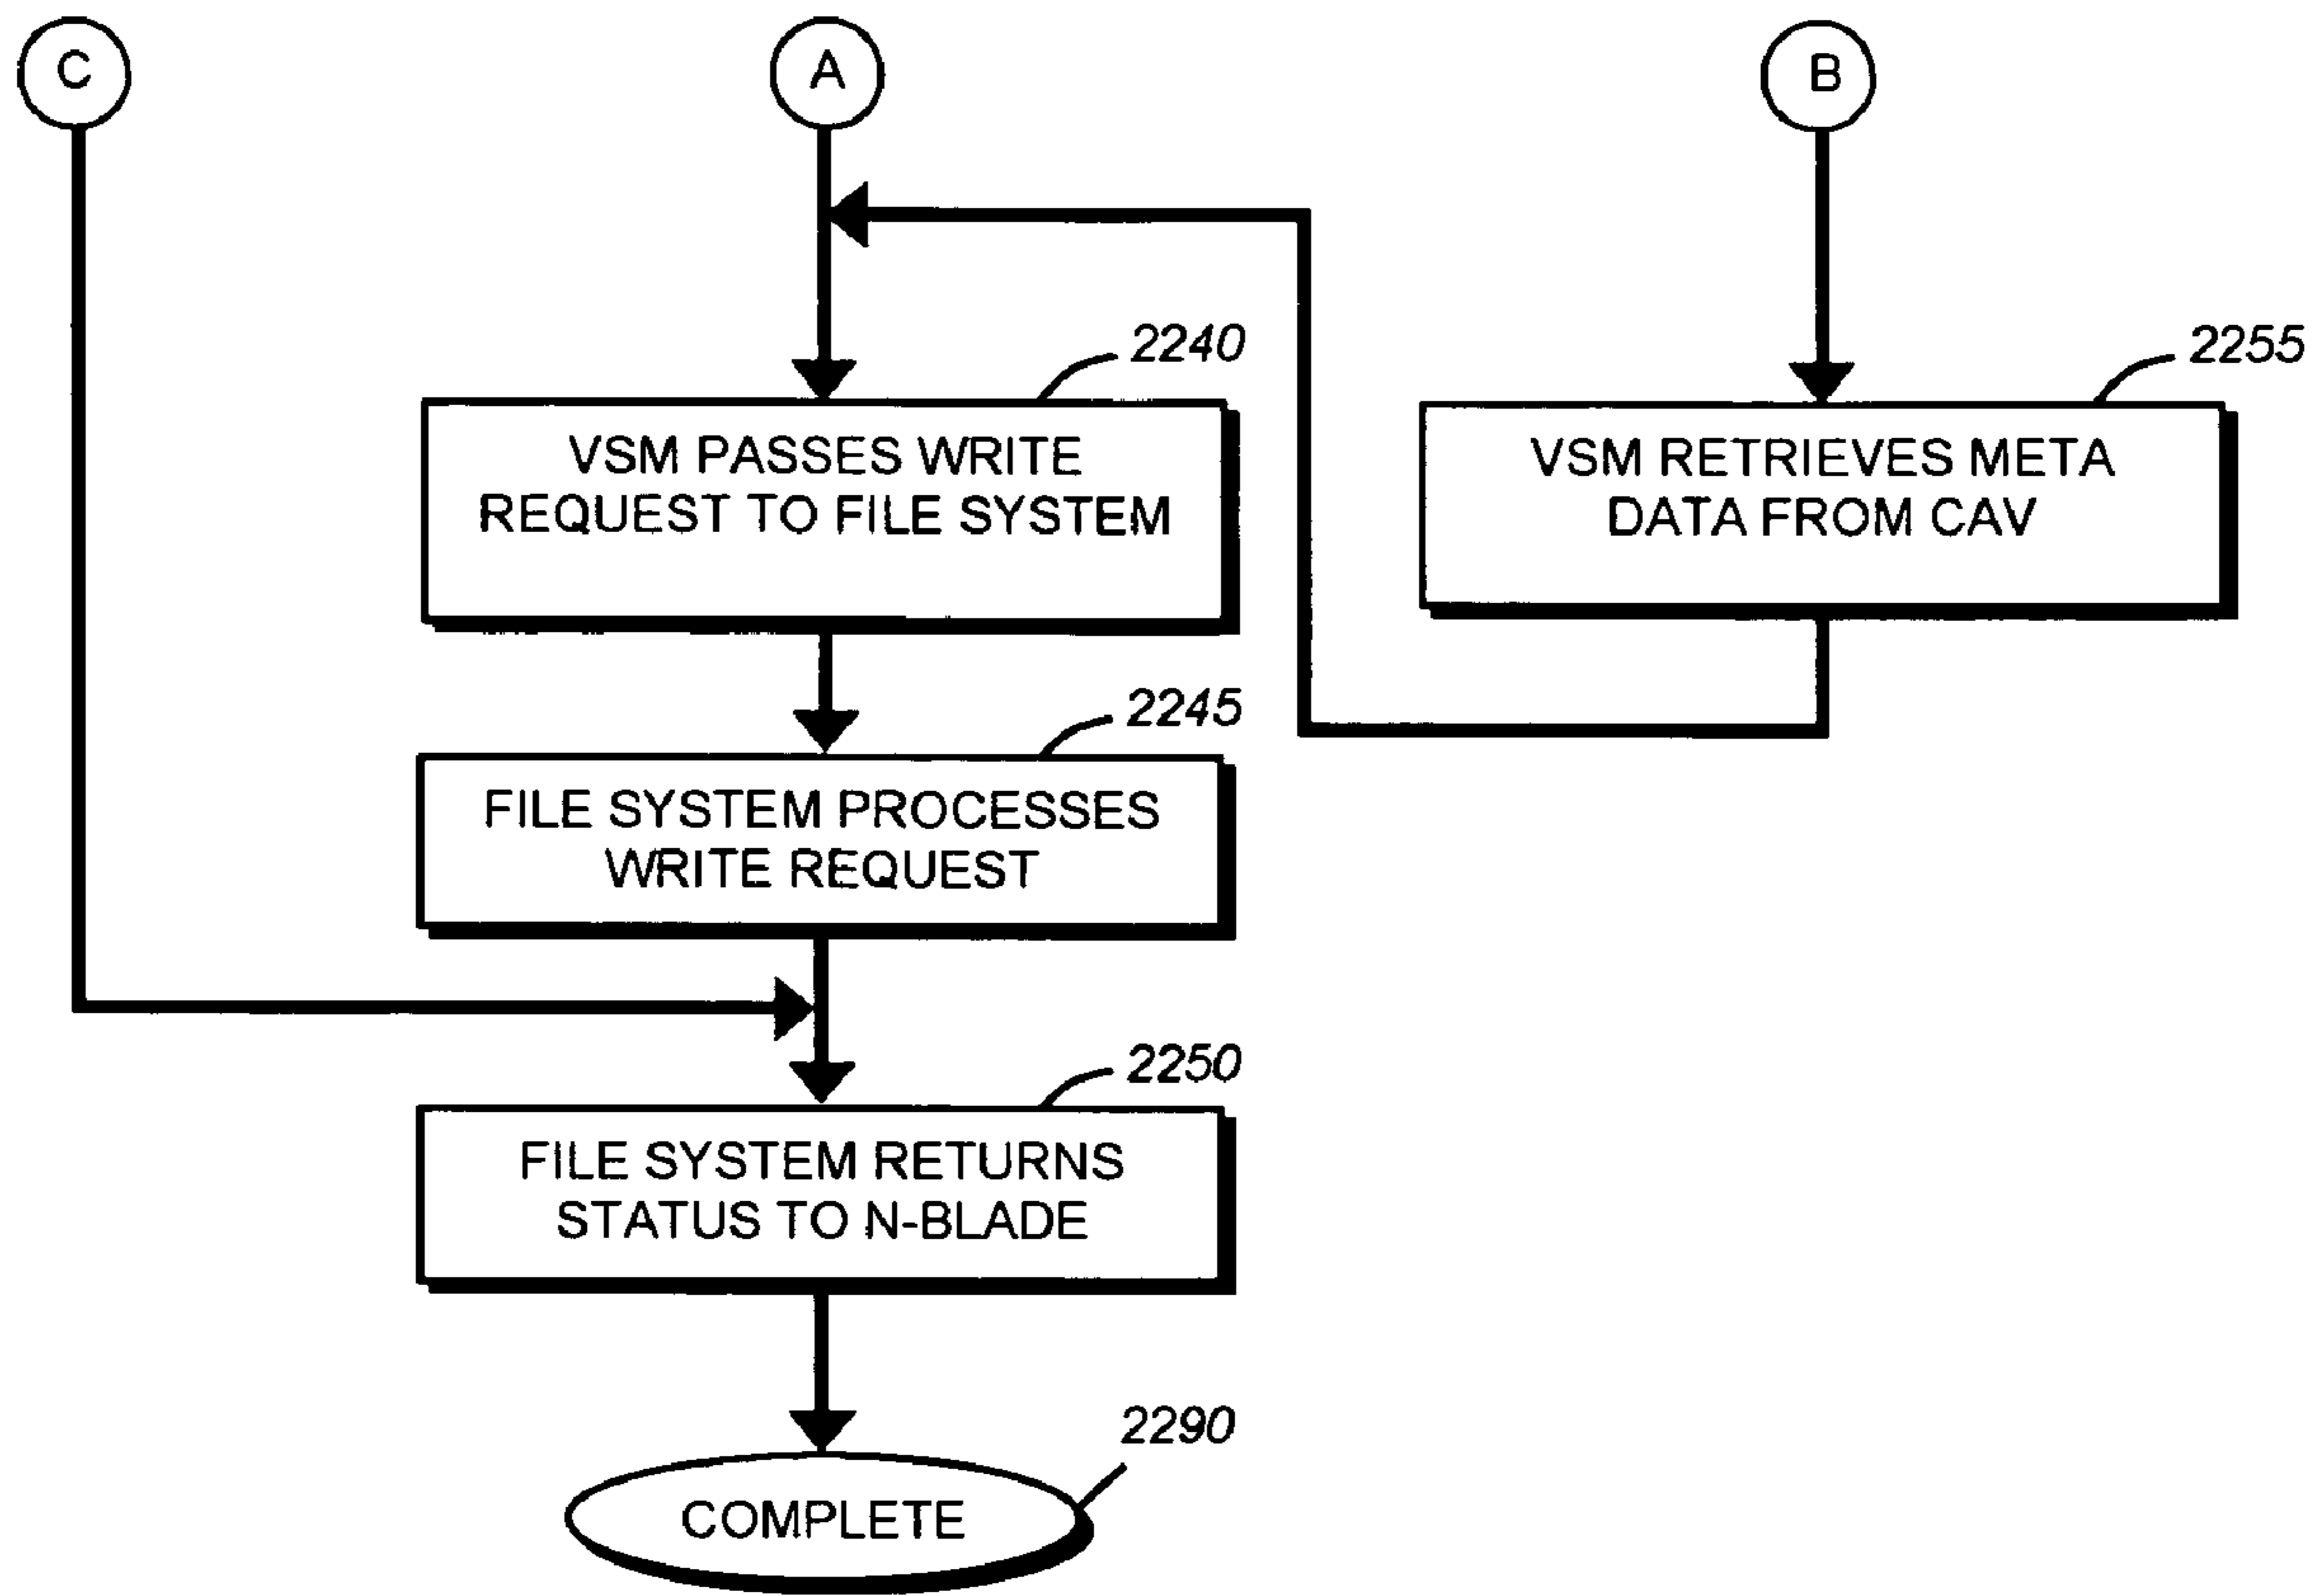 C
A
B
2240
VSM PASSES WRITE
REQUEST TO FILE SYSTEM
2255
VSM RETRIEVES META
DATA FROM CAV
2245
FILE SYSTEM PROCESSES
WRITE REQUEST
2250
FILE SYSTEM RETURNS
STATUS TO N-BLADE
2290
COMPLETE